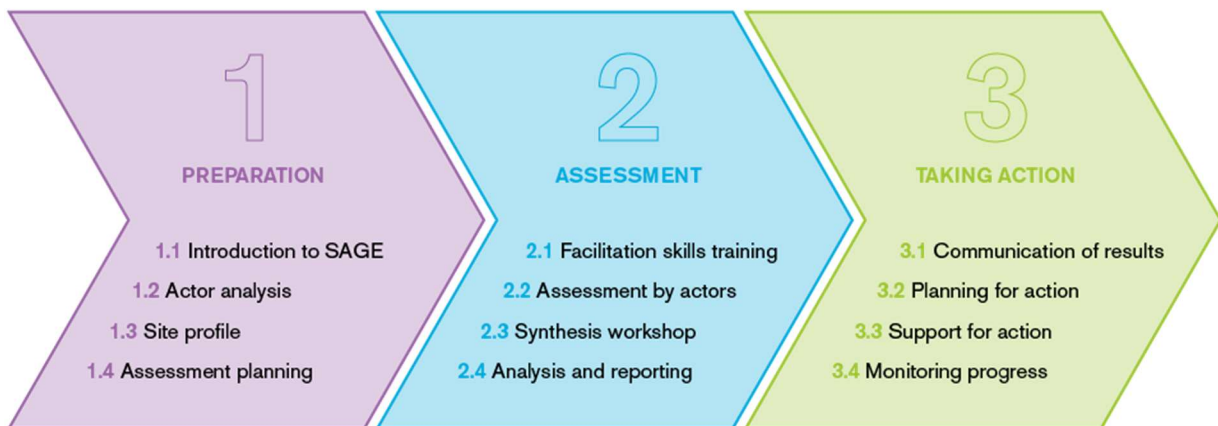 1
PREPARATION
1.1 Introduction to SAGE
1.2 Actor analysis
1.3 Site profile
1.4 Assessment planning
2
ASSESSMENT
2.1 Facilitation skills training
2.2 Assessment by actors
2.3 Synthesis workshop
2.4 Analysis and reporting
3
TAKING ACTION
3.1 Communication of results
3.2 Planning for action
3.3 Support for action
3.4 Monitoring progress